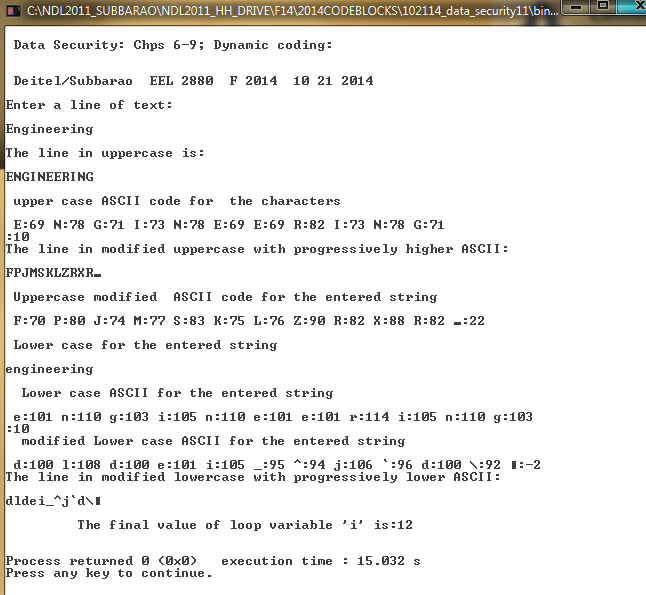 C:\NDL2011_SUBBARAO\NDL2011_HH_DRIVE\F14\2014CODEBLOCKS\102114_data_security11\bin...
Data Security: Chps 6-9; Dynamic coding:
Deitel/Subbarao  EEL 2880  F 2014  10 21 2014
Enter a line of text:
Engineering
The line in uppercase is:
ENGINEERING
upper case ASCII code for  the characters
E:69 N:78 G:71 I:73 N:78 E:69 E:69 R:82 I:73 N:78 G:71
:10
The line in modified uppercase with progressively higher ASCII:
FPJMSKLZRXR▬
Uppercase modified  ASCII code for the entered string
F:70 P:80 J:74 M:77 S:83 K:75 L:76 Z:90 R:82 X:88 R:82 ▬:22
Lower case for the entered string
engineering
Lower case ASCII for the entered string
e:101 n:110 g:103 i:105 n:110 e:101 e:101 r:114 i:105 n:110 g:103
:10
modified Lower case ASCII for the entered string
d:100 l:108 d:100 e:101 i:105 _:95 ^:94 j:106 `:96 d:100 \:92 ■:-2
The line in modified lowercase with progressively lower ASCII:
dldei_^j`d\■
The final value of loop variable 'i' is:12
Process returned 0 (0x0)   execution time : 15.032 s
Press any key to continue.